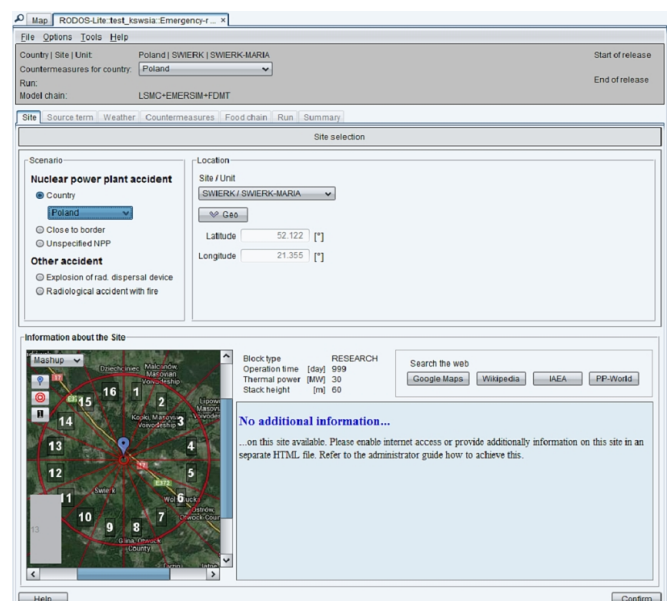 Map RODOS-Lite::test_kswsia::Emergency-r ... ×
File Options Tools Help
Country | Site | Unit: Poland | SWIERK | SWIERK-MARIA Start of release
Countermeasures for country: Poland
Run: End of release
Model chain: LSMC+EMERSIM+FDMT
Site Source term Weather Countermeasures Food chain Run Summary
Site selection
Scenario
Nuclear power plant accident
Country
Poland
Close to border
Unspecified NPP
Other accident
Explosion of rad. dispersal device
Radiological accident with fire
Location
Site / Unit
SWIERK / SWIERK-MARIA
Geo
Latitude 52.122 [°]
Longitude 21.355 [°]
Information about the Site
Mashup
16 1
15 2
14 3
13 4
12 5
11 6
10 9 8 7
E372
13
Block type RESEARCH
Operation time [day] 999
Thermal power [MW] 30
Stack height [m] 60
Search the web
Google Maps Wikipedia IAEA PP-World
No additional information...
...on this site available. Please enable internet access or provide additionally information on this site in an
separate HTML file. Refer to the administrator guide how to achieve this.
Help Confirm